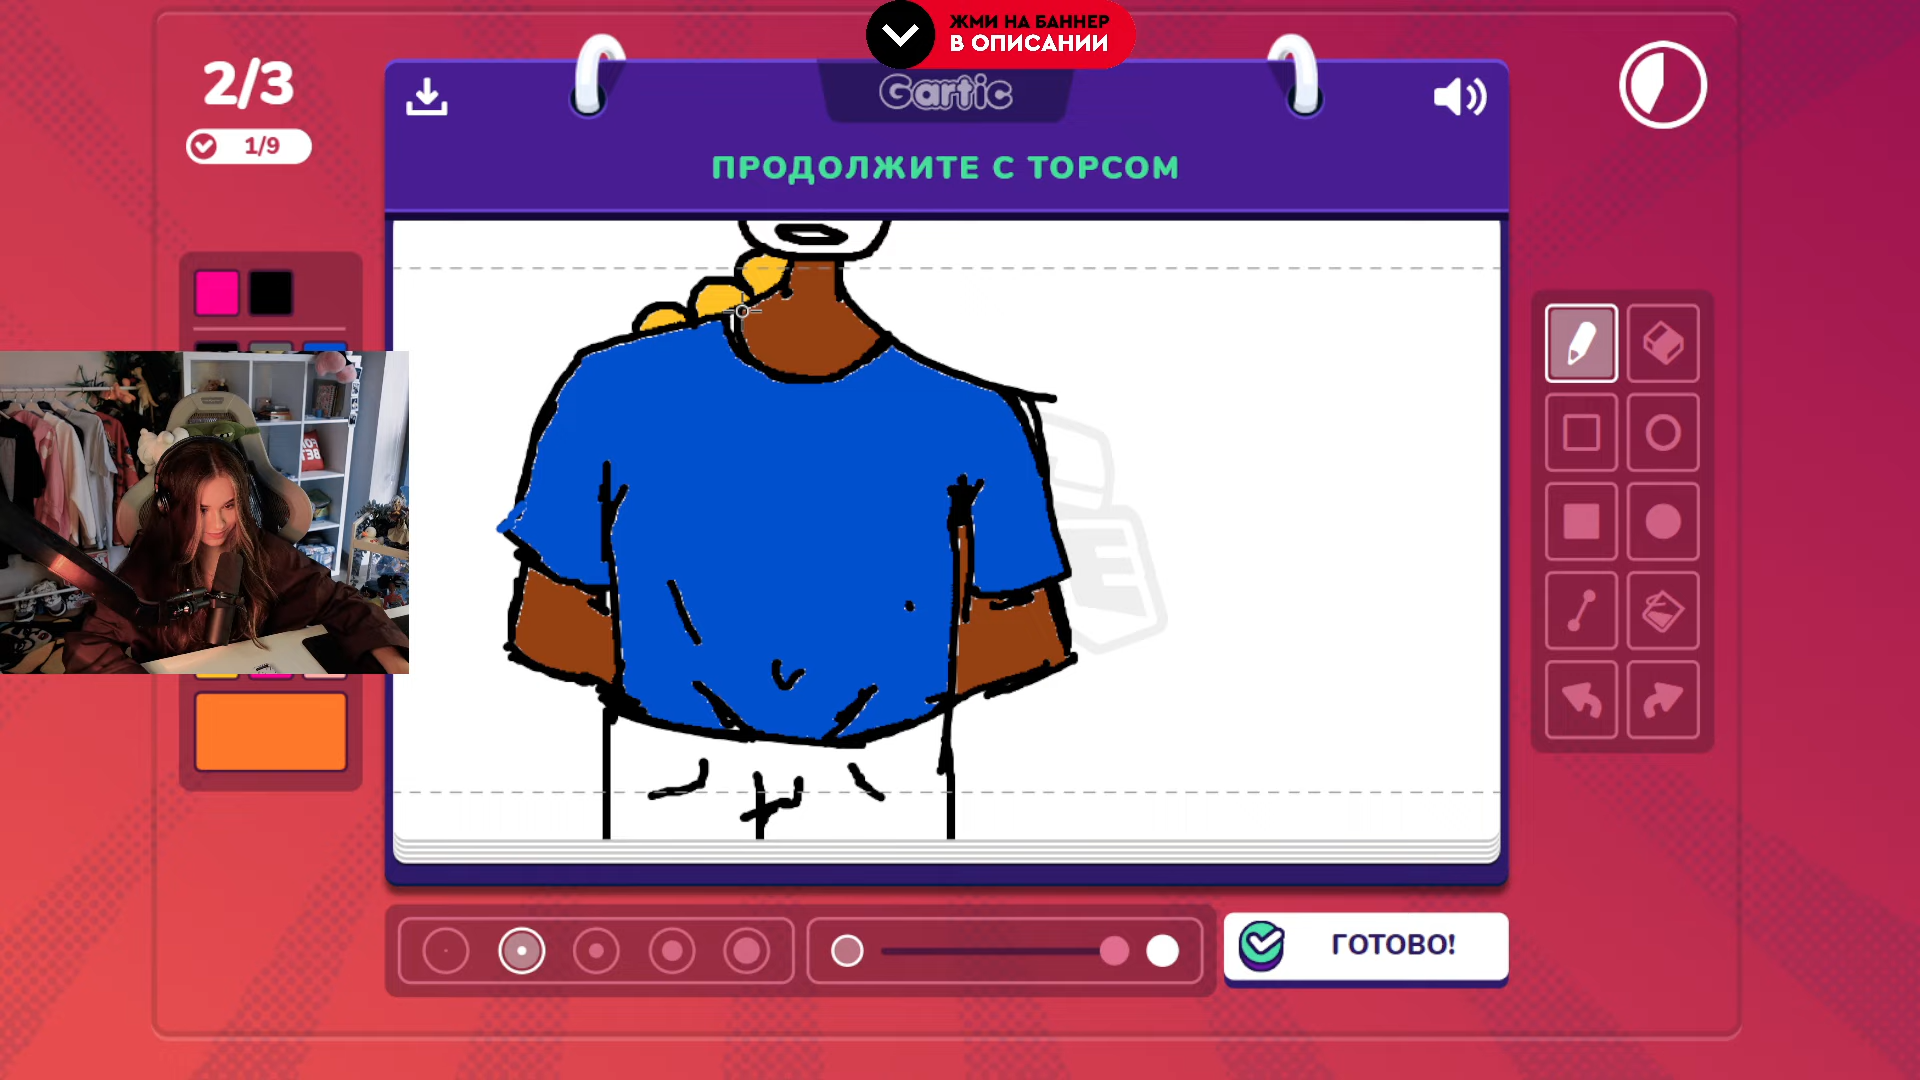 ЖМИ НА БАННЕР
В ОПИСАНИИ
2/3
1/9
Gartic
ПРОДОЛЖИТЕ С ТОРСОМ
ГОТОВО!